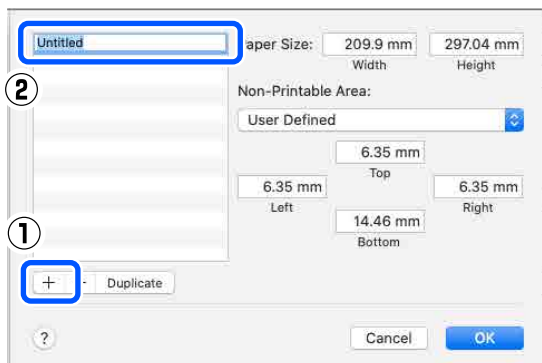 Untitled
aper Size: 209.9 mm 297.04 mm
Width Height
②
Non-Printable Area:
User Defined
6.35 mm
Top
6.35 mm 6.35 mm
Left Right
14.46 mm
Bottom
①
+ - Duplicate
? Cancel OK